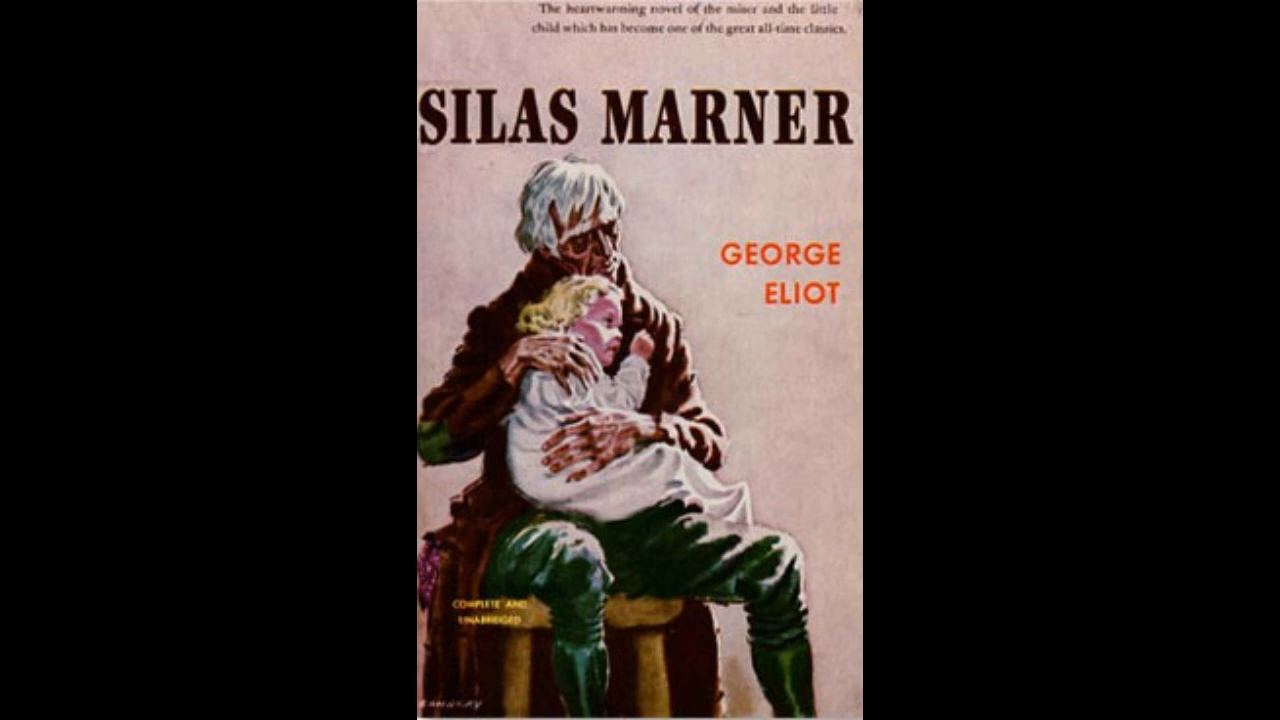 The heartwarming novel of the miser and the little
child which has become one of the great all-time classics.
SILAS MARNER
GEORGE
ELIOT
COMPLETE AND
UNABRIDGED